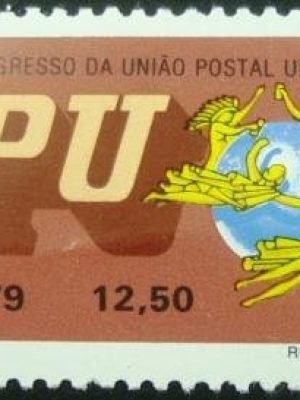 GRESSO DA UNIÃO POSTAL U
PU
79 12,50
R